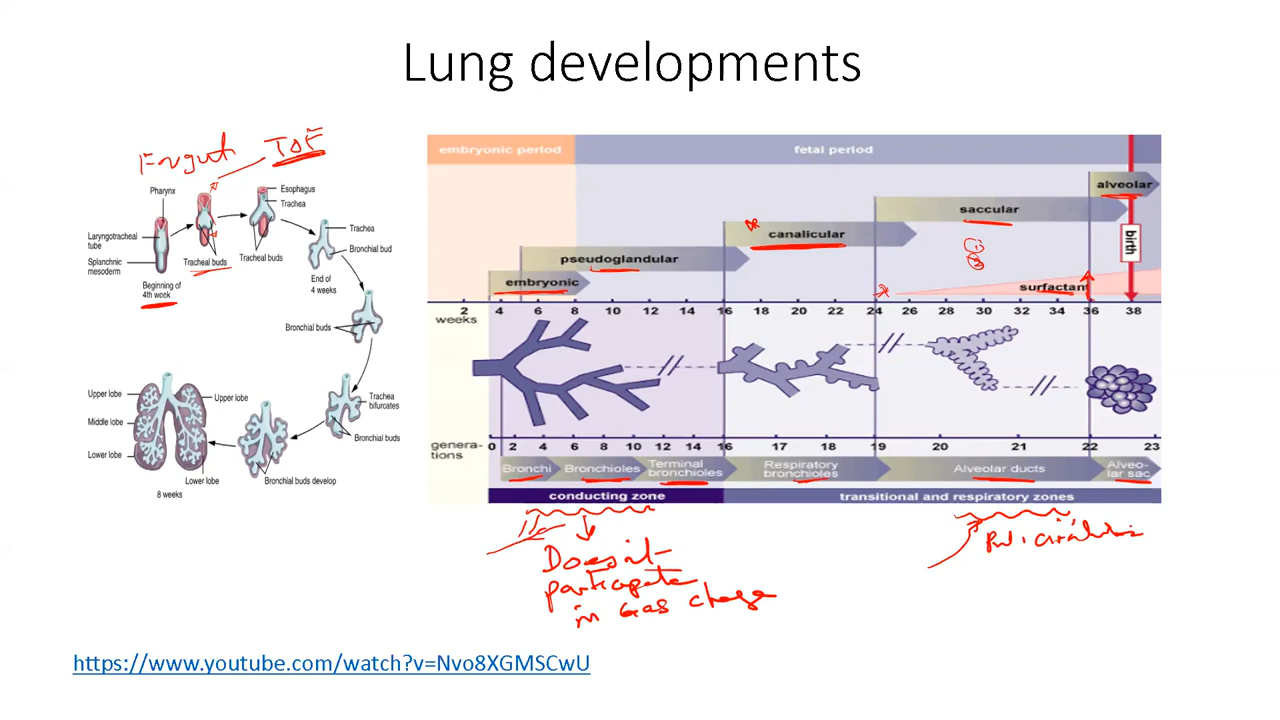 Lung developments
Forgut
TOF
Pharynx
Laryngotracheal
tube
Splanchnic
mesoderm
Beginning of
4th week
Tracheal buds
Esophagus
Trachea
Tracheal buds
Trachea
Bronchial bud
End of
4 weeks
Bronchial buds
Trachea
bifurcates
Bronchial buds
Bronchial buds develop
Upper lobe
Middle lobe
Lower lobe
Upper lobe
Lower lobe
8 weeks
embryonic period
fetal period
alveolar
saccular
canalicular
pseudoglandular
embryonic
surfactant
birth
weeks
2 4 6 8 10 12 14 16 18 20 22 24 26 28 30 32 34 36 38
genera-
tions
0 2 4 6 8 10 12 14 16 17 18 19 20 21 22 23
Bronchi
Bronchioles
Terminal
bronchioles
Respiratory
bronchioles
Alveolar ducts
Alveo-
lar sac
conducting zone
transitional and respiratory zones
Doesn't
participate
in Gas change
https://www.youtube.com/watch?v=Nvo8XGMSCwU